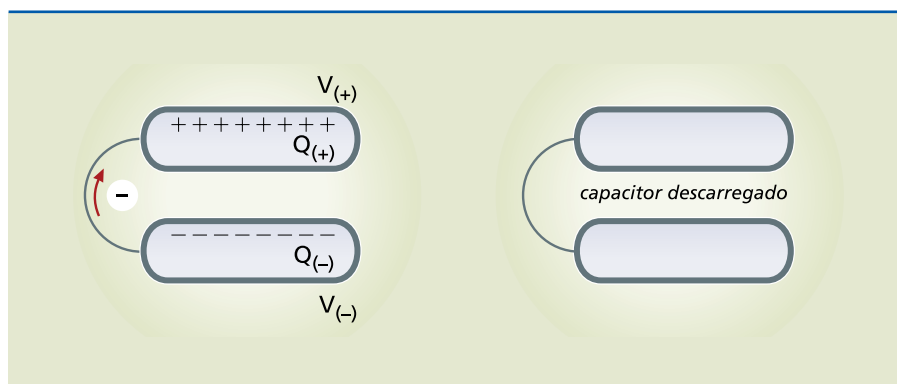 V(+)
+ + + + + + + +
Q(+)
–
– – – – – – – –
Q(–)
V(–)
capacitor descarregado